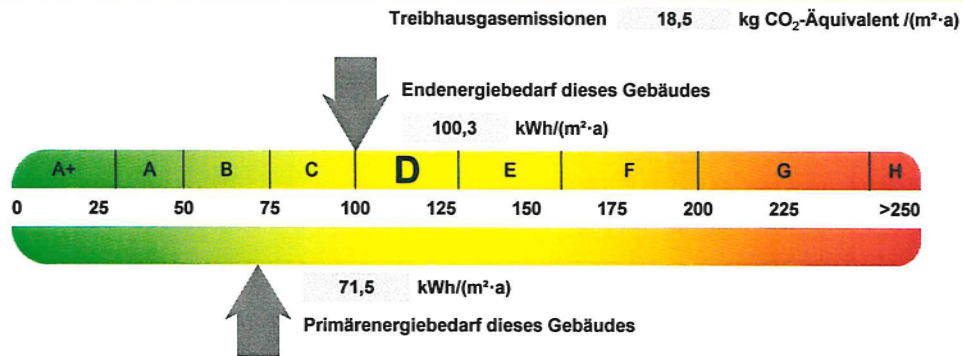 Treibhausgasemissionen 18,5 kg CO₂-Äquivalent /(m²·a)
Endenergiebedarf dieses Gebäudes
100,3 kWh/(m²·a)
A+ A B C D E F G H
0 25 50 75 100 125 150 175 200 225 >250
71,5 kWh/(m²·a)
Primärenergiebedarf dieses Gebäudes